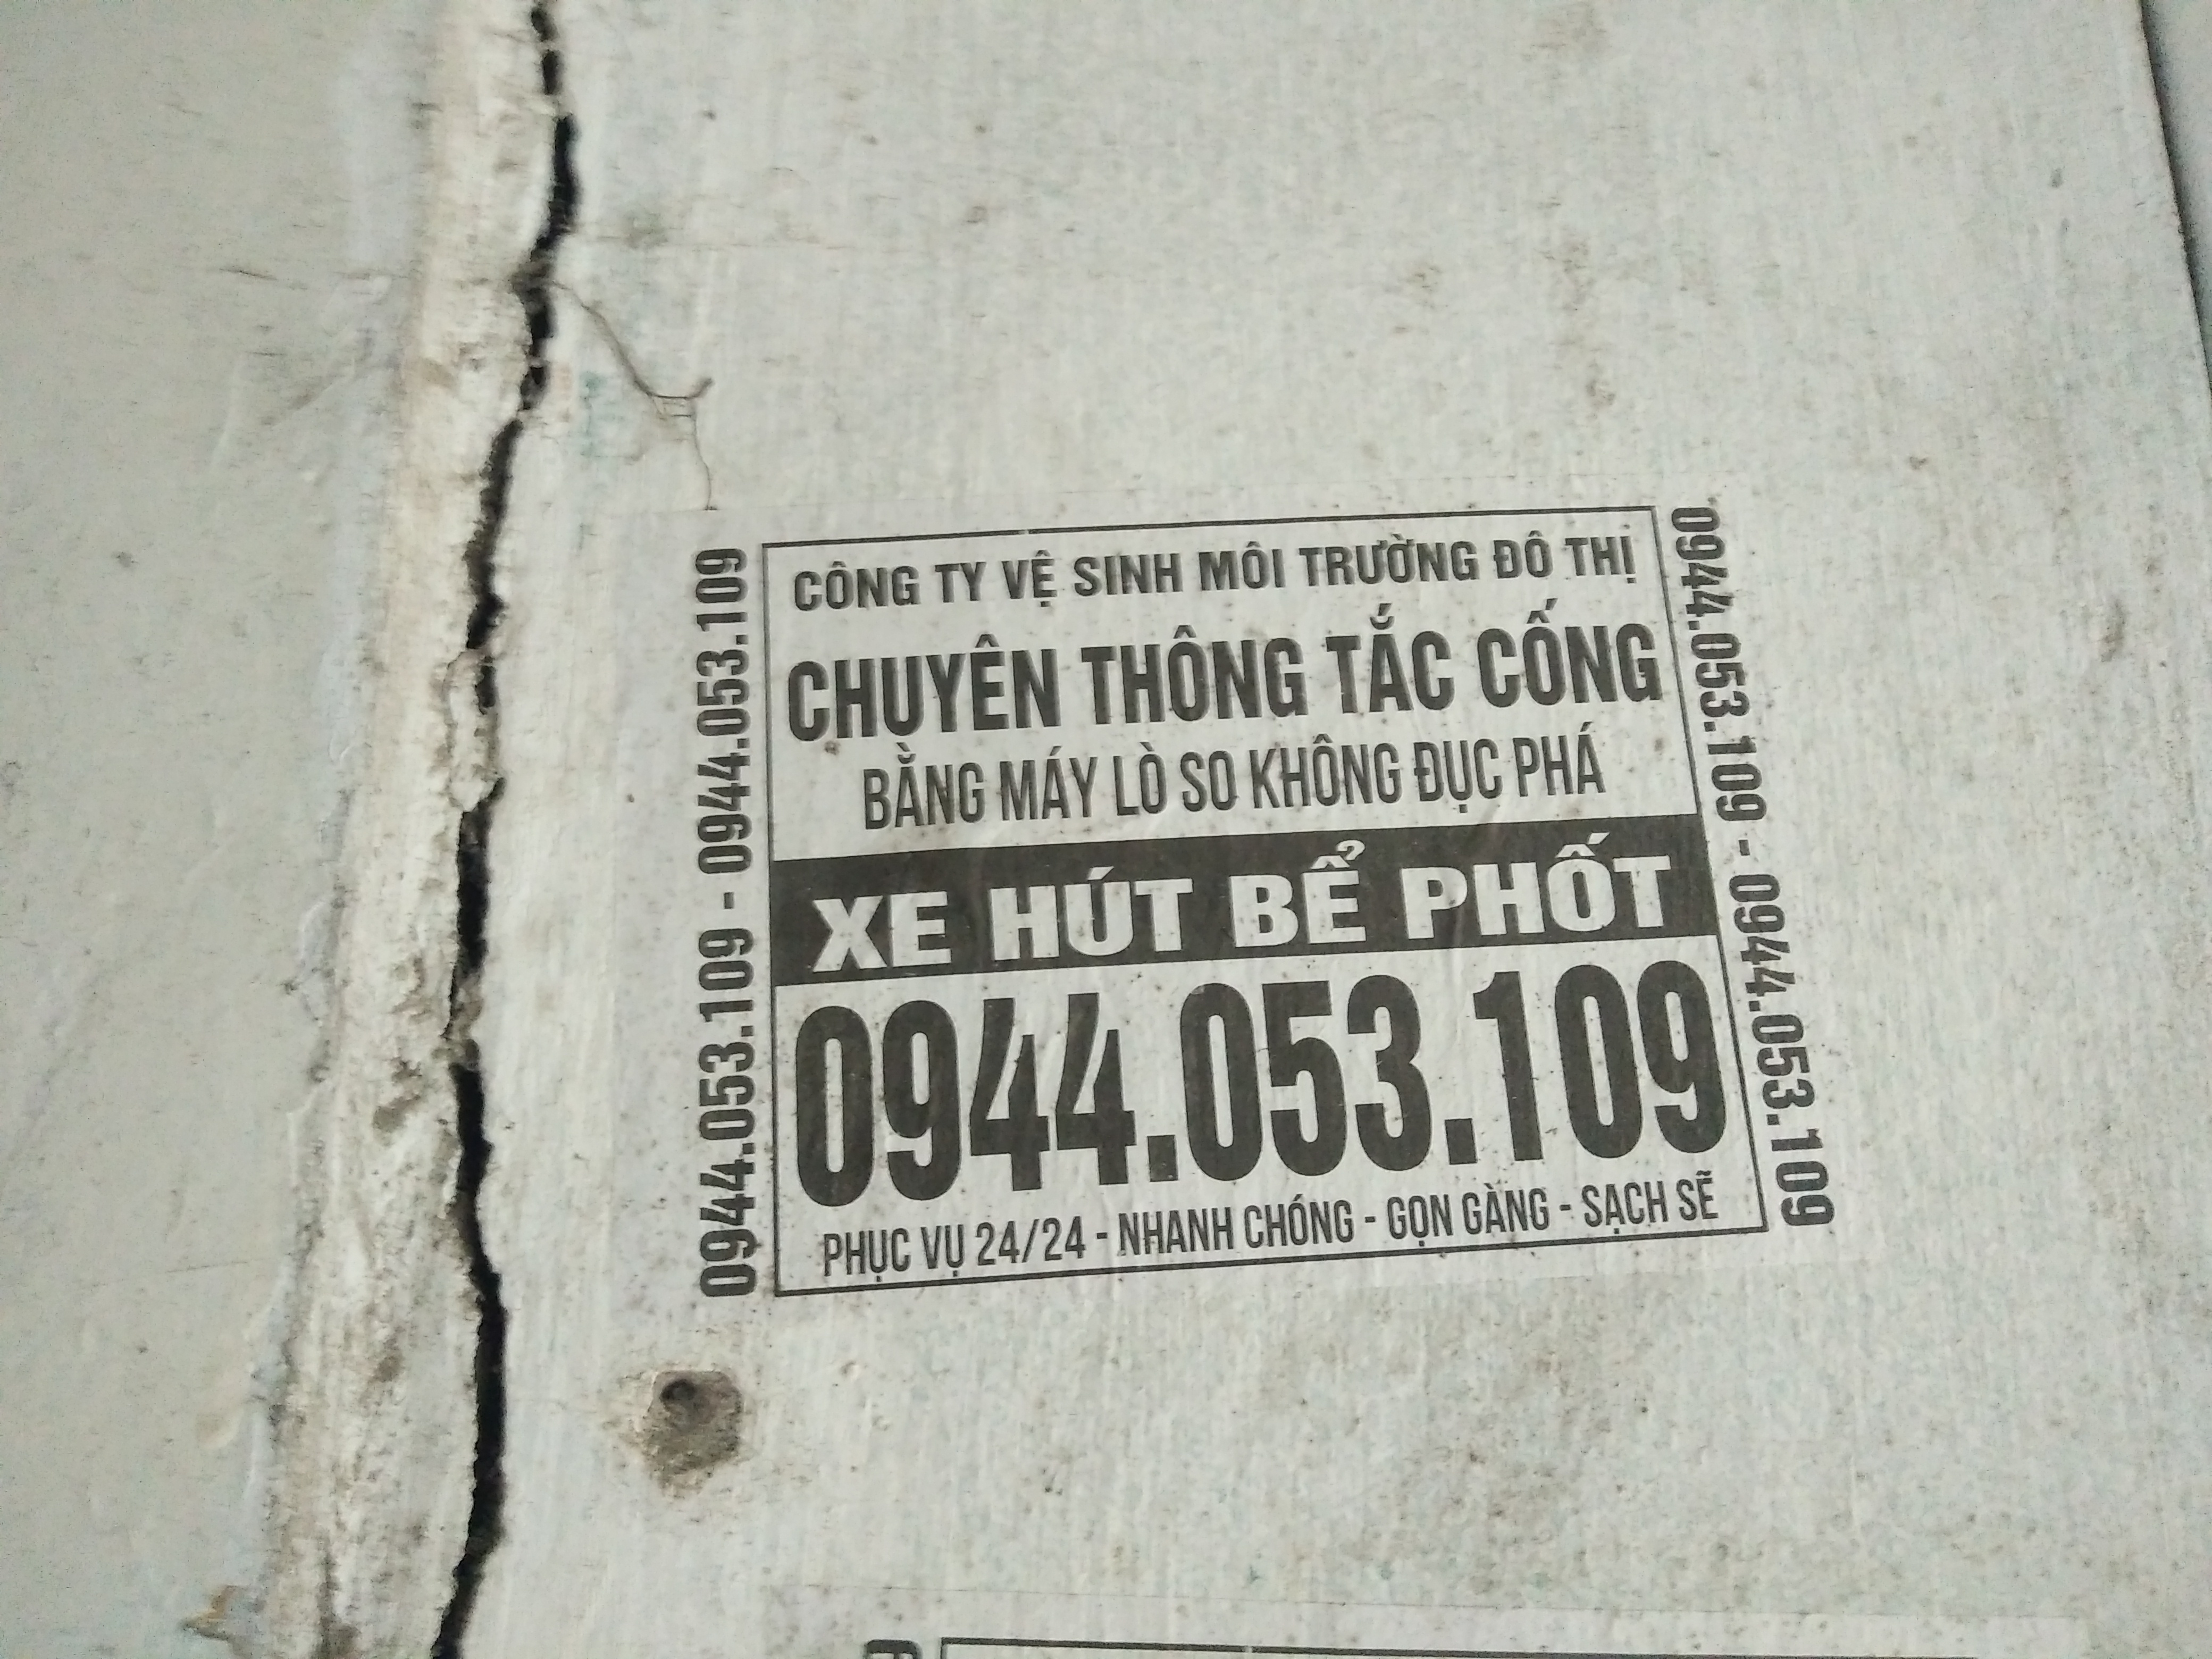 CÔNG TY VỆ SINH MÔI TRƯỜNG ĐÔ THỊ
CHUYÊN THÔNG TẮC CỐNG
BẰNG MÁY LÒ SO KHÔNG ĐỤC PHÁ
XE HÚT BỂ PHỐT
0944.053.109
PHỤC VỤ 24/24 - NHANH CHÓNG - GỌN GÀNG - SẠCH SẼ
0944.053.109 - 0944.053.109
0944.053.109 - 0944.053.109